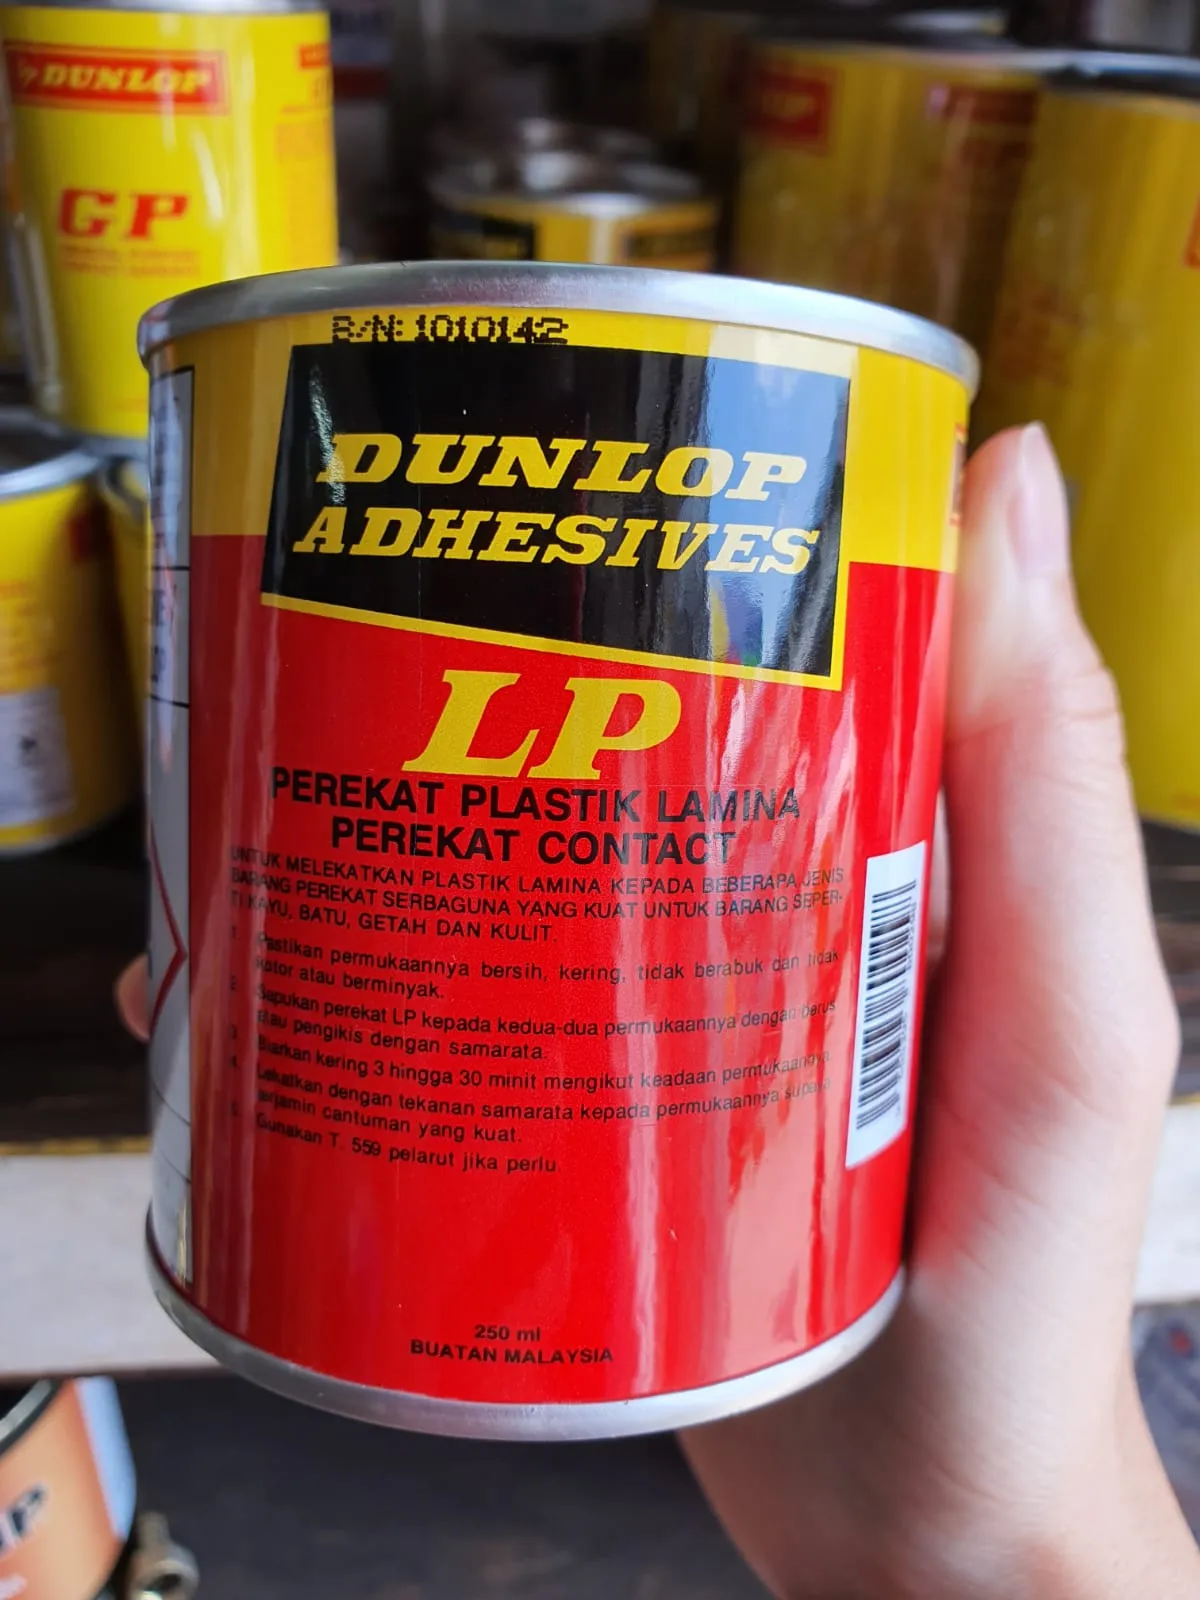 DUNLOP
GP
B/N: 1010142
DUNLOP
ADHESIVES
LP
PEREKAT PLASTIK LAMINA
PEREKAT CONTACT
UNTUK MELEKATKAN PLASTIK LAMINA KEPADA BEBERAPA JENIS
BARANG PEREKAT SERBAGUNA YANG KUAT UNTUK BARANG SEPER-
TI KAYU, BATU, GETAH DAN KULIT.
1. Pastikan permukaannya bersih, kering, tidak berabuk dan tidak
kotor atau berminyak.
2. Sapukan perekat LP kepada kedua-dua permukaannya dengan berus
atau pengikis dengan samarata.
3. Biarkan kering 3 hingga 30 minit mengikut keadaan permukaannya.
4. Lekatkan dengan tekanan samarata kepada permukaannya supaya
terjamin cantuman yang kuat.
5. Gunakan T. 559 pelarut jika perlu.
250 ml
BUATAN MALAYSIA